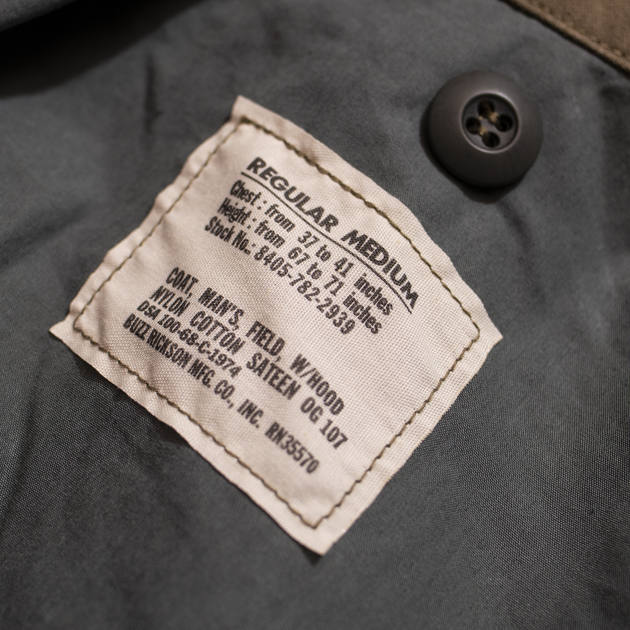 REGULAR MEDIUM
Chest : from 37 to 41 inches
Height : from 67 to 71 inches
Stock No. : 8405-782-2939
COAT, MAN'S, FIELD, W/HOOD
NYLON COTTON SATEEN OG 107
DSA 100-68-C-1974
BUZZ RICKSON MFG. CO., INC. RN35570